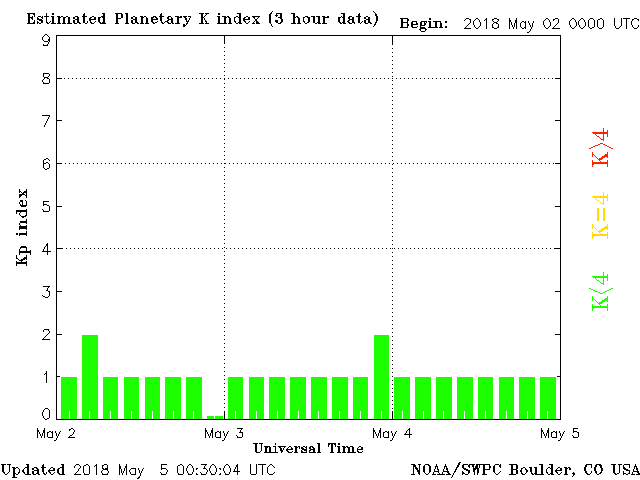 Estimated Planetary K index (3 hour data) Begin: 2018 May 02 0000 UTC
9
8
7
6
5
4
3
2
1
0
Kp index
K>4
K=4
K<4
May 2 May 3 May 4 May 5
Universal Time
Updated 2018 May 5 00:30:04 UTC NOAA/SWPC Boulder, CO USA